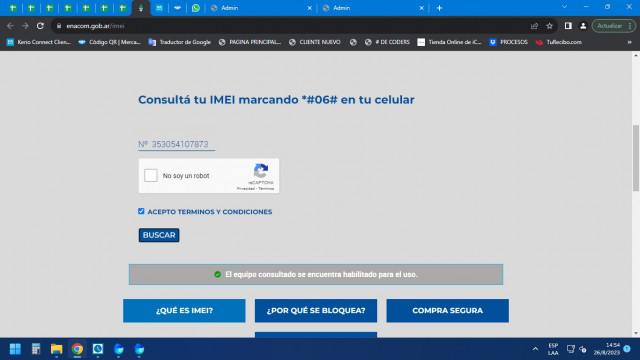 Admin
Admin
enacom.gob.ar/imei
Actualizar
Kerio Connect Clien...
Código QR | Merca...
Traductor de Google
PAGINA PRINCIPAL...
CLIENTE NUEVO
# DE CODERS
Tienda Online de iC...
PROCESOS
TuRecibo.com
Consultá tu IMEI marcando *#06# en tu celular
Nº 353054107873
No soy un robot
reCAPTCHA
Privacidad - Términos
ACEPTO TERMINOS Y CONDICIONES
BUSCAR
El equipo consultado se encuentra habilitado para el uso.
¿QUÉ ES IMEI?
¿POR QUÉ SE BLOQUEA?
COMPRA SEGURA
ESP
LAA
14:54
26/8/2023